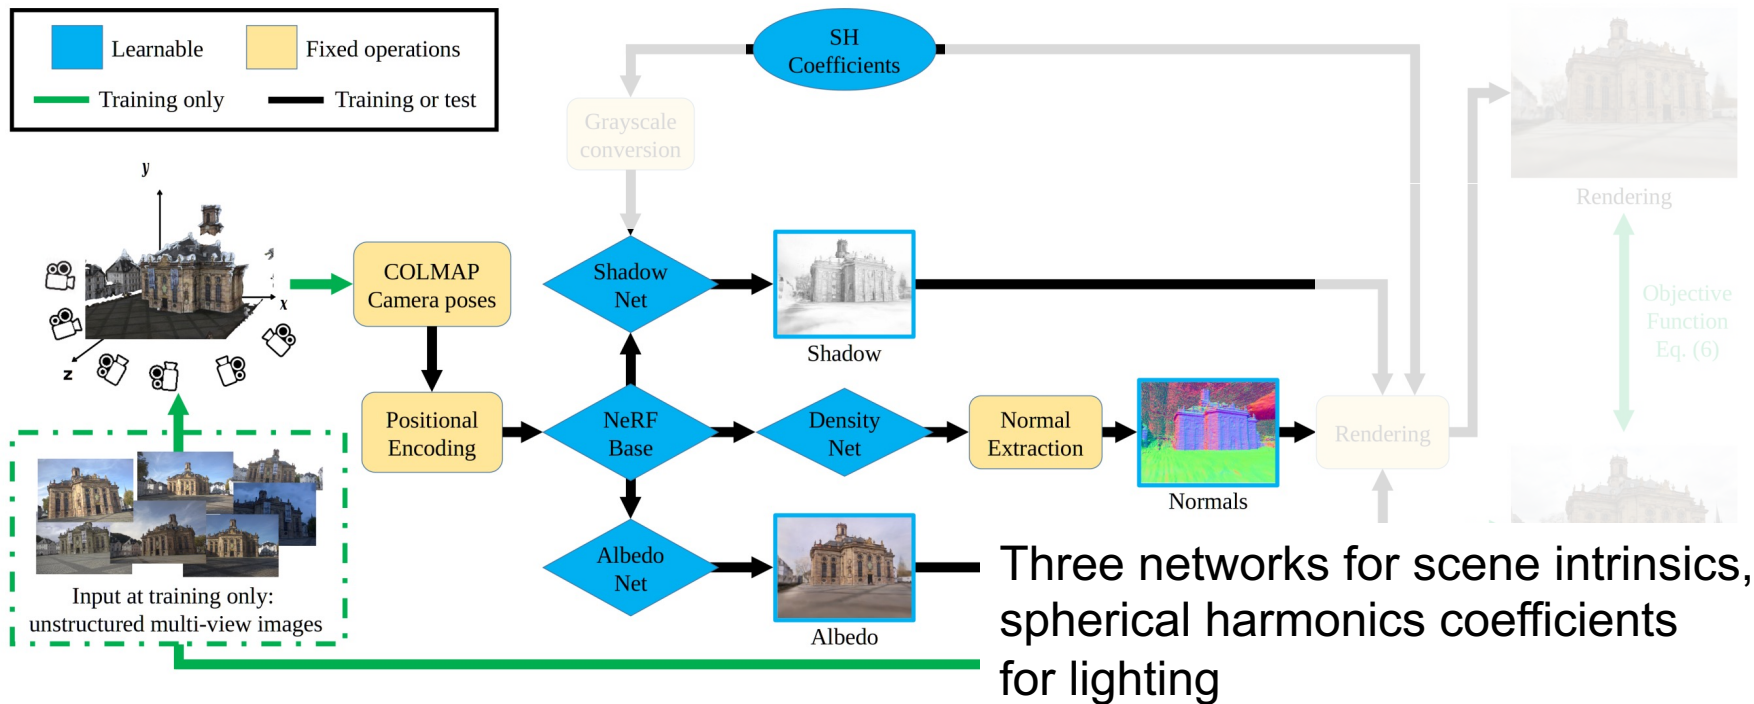 Learnable
Fixed operations
Training only
Training or test
SH
Coefficients
Grayscale
conversion
Rendering
y
x
z
COLMAP
Camera poses
Shadow
Net
Shadow
Objective
Function
Eq. (6)
Positional
Encoding
NeRF
Base
Density
Net
Normal
Extraction
Normals
Rendering
Albedo
Net
Albedo
Input at training only:
unstructured multi-view images
Three networks for scene intrinsics,
spherical harmonics coefficients
for lighting